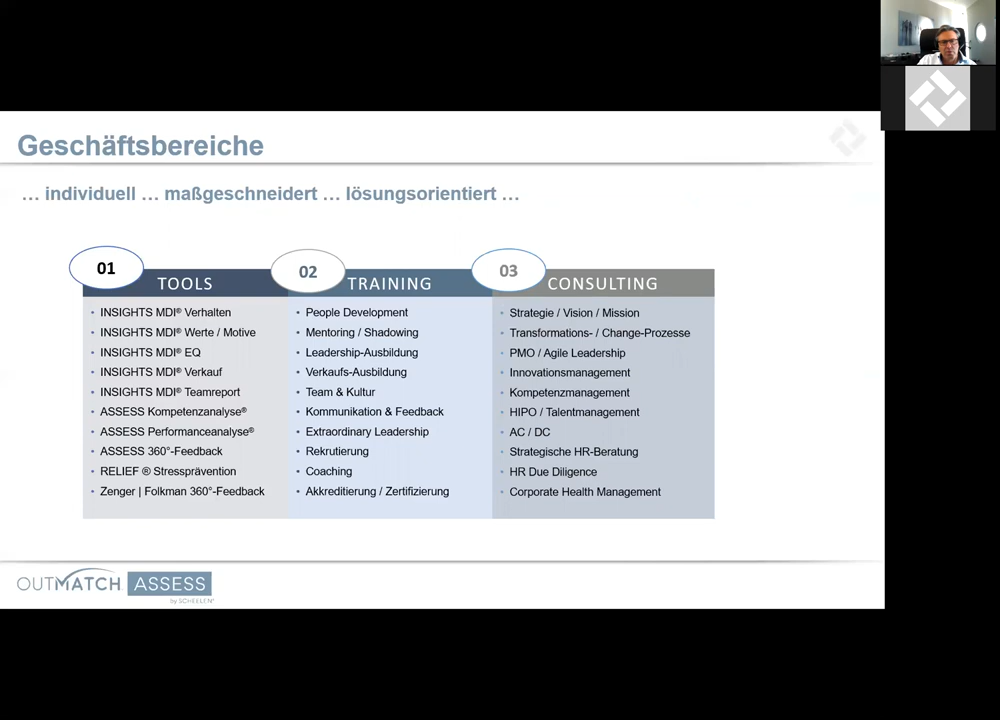 Geschäftsbereiche
… individuell … maßgeschneidert … lösungsorientiert …
01
TOOLS
INSIGHTS MDI® Verhalten
INSIGHTS MDI® Werte / Motive
INSIGHTS MDI® EQ
INSIGHTS MDI® Verkauf
INSIGHTS MDI® Teamreport
ASSESS Kompetenzanalyse®
ASSESS Performanceanalyse®
ASSESS 360°-Feedback
RELIEF ® Stressprävention
Zenger | Folkman 360°-Feedback
02
TRAINING
People Development
Mentoring / Shadowing
Leadership-Ausbildung
Verkaufs-Ausbildung
Team & Kultur
Kommunikation & Feedback
Extraordinary Leadership
Rekrutierung
Coaching
Akkreditierung / Zertifizierung
03
CONSULTING
Strategie / Vision / Mission
Transformations- / Change-Prozesse
PMO / Agile Leadership
Innovationsmanagement
Kompetenzmanagement
HIPO / Talentmanagement
AC / DC
Strategische HR-Beratung
HR Due Diligence
Corporate Health Management
OUTMATCH ASSESS
by SCHEELEN®